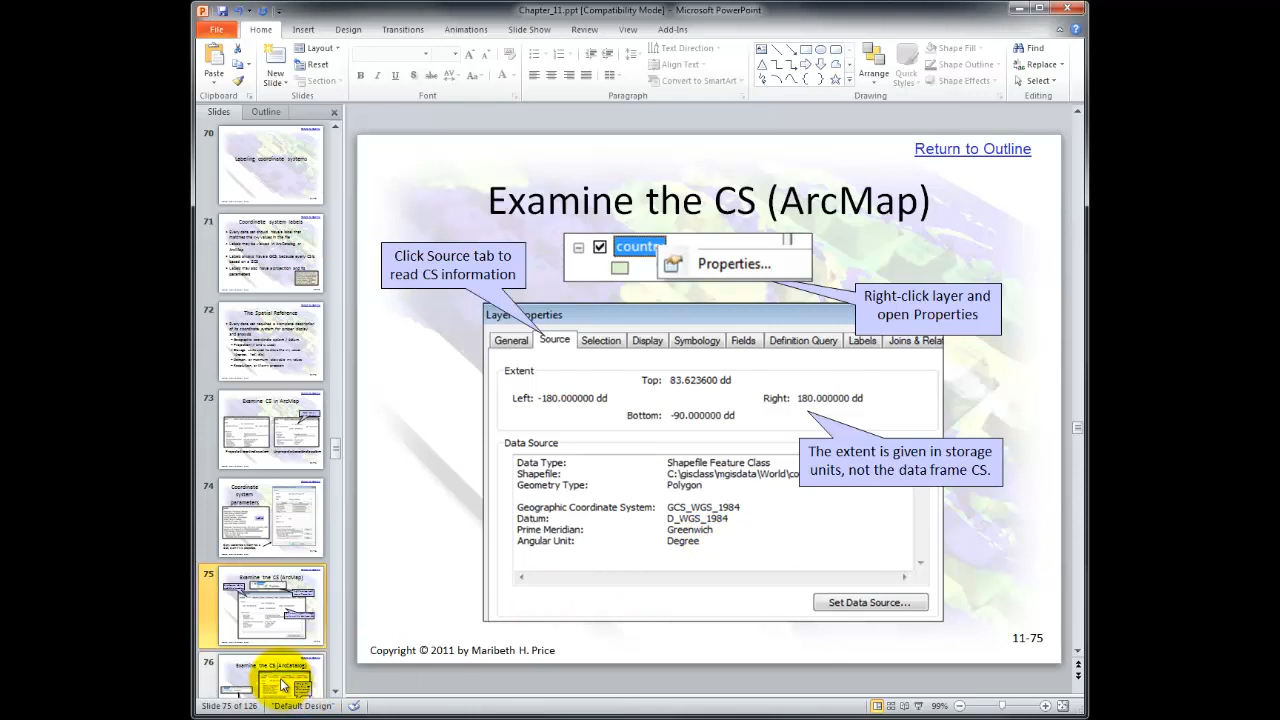 Chapter_11.ppt [Compatibility Mode] - Microsoft PowerPoint
File Home Insert Design Transitions Animations Slide Show Review View Add-Ins
Paste
Clipboard
New Slide
Layout
Reset
Section
Slides
Font
Text Direction
Align Text
Convert to SmartArt
Paragraph
Arrange
Quick Styles
Shape Fill
Shape Outline
Shape Effects
Drawing
Find
Replace
Select
Editing
Slides Outline
70
Labeling coordinate systems
71
Coordinate system labels
72
The Spatial Reference
73
Examine CS in ArcMap
74
Coordinate system parameters
75
Examine the CS (ArcMap)
76
Examine the CS (ArcCatalog)
Return to Outline
Examine the CS (ArcMap)
Click Source tab to
read CS information
Properties...
Right-click layer and
open Properties
General Source Selection Display Symbology Fields Definition Query Labels
Extent
Top: 83.623600 dd
Left: -180.000000 dd Right: 180.000000 dd
Bottom: -90.000000 dd
The extent is given in storage
units, not the data frame CS.
Data Source
Data Type: Shapefile Feature Class
Shapefile: C:\gisclass\mgisdata\World\co
Geometry Type: Polygon
Geographic Coordinate System: GCS_WGS_1984
Datum: D_WGS_1984
Prime Meridian: Greenwich
Angular Unit: Degree
Set Data Source...
Copyright © 2011 by Maribeth H. Price
11-75
Slide 75 of 126 "Default Design" 99%